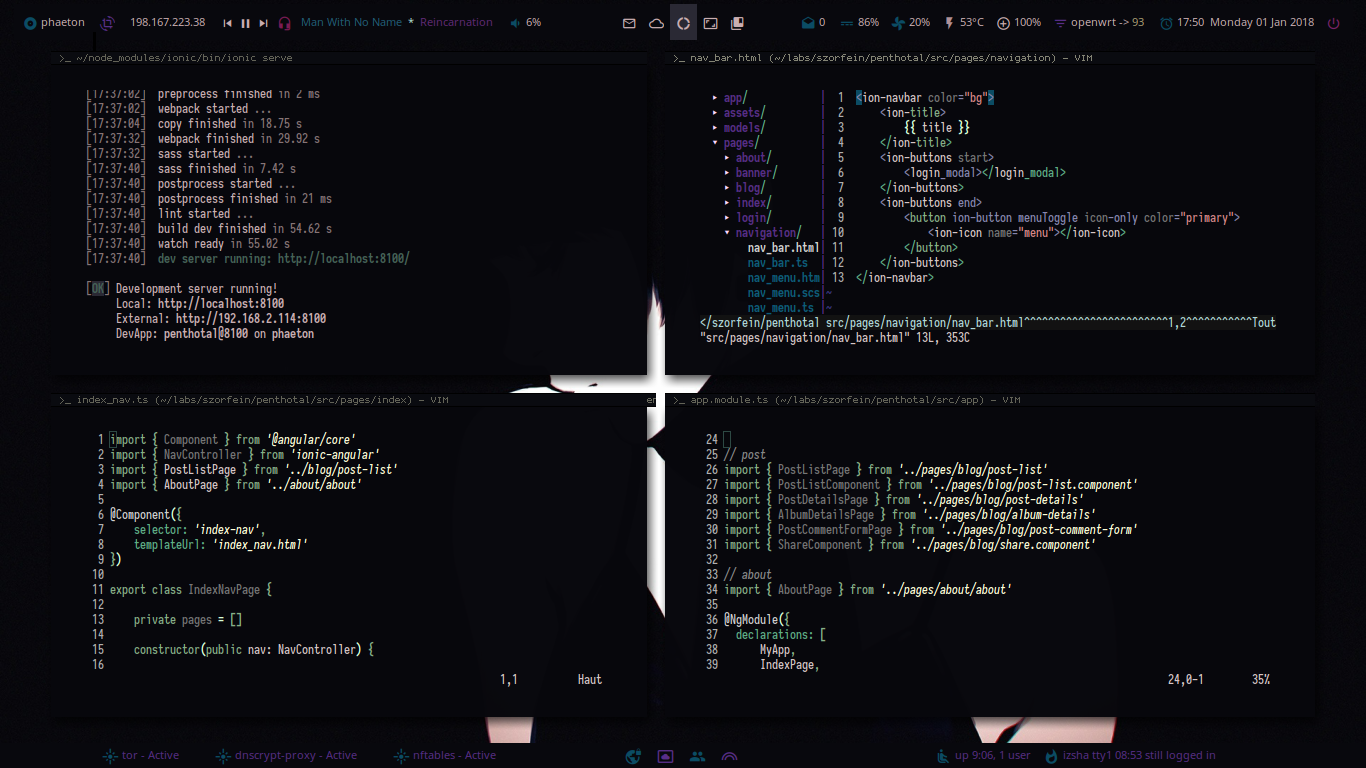 phaeton 198.167.223.38 Man With No Name * Reincarnation 6% 0 86% 20% 53°C 100% openwrt -> 93 17:50 Monday 01 Jan 2018
>_ ~/node_modules/ionic/bin/ionic serve
[17:37:02] preprocess finished in 2 ms
[17:37:02] webpack started ...
[17:37:04] copy finished in 18.75 s
[17:37:32] webpack finished in 29.92 s
[17:37:32] sass started ...
[17:37:40] sass finished in 7.42 s
[17:37:40] postprocess started ...
[17:37:40] postprocess finished in 21 ms
[17:37:40] lint started ...
[17:37:40] build dev finished in 54.62 s
[17:37:40] watch ready in 55.02 s
[17:37:40] dev server running: http://localhost:8100/
[OK] Development server running!
Local: http://localhost:8100
External: http://192.168.2.114:8100
DevApp: penthotal@8100 on phaeton
>_ nav_bar.html (~/labs/szorfein/penthotal/src/pages/navigation) - VIM
▸ app/ | 1 <ion-navbar color="bg">
▸ assets/ | 2 <ion-title>
▸ models/ | 3 {{ title }}
▾ pages/ | 4 </ion-title>
▸ about/ | 5 <ion-buttons start>
▸ banner/ | 6 <login_modal></login_modal>
▸ blog/ | 7 </ion-buttons>
▸ index/ | 8 <ion-buttons end>
▸ login/ | 9 <button ion-button menuToggle icon-only color="primary">
▾ navigation/ | 10 <ion-icon name="menu"></ion-icon>
nav_bar.html| 11 </button>
nav_bar.ts | 12 </ion-buttons>
nav_menu.htm| 13 </ion-navbar>
nav_menu.scs|~
nav_menu.ts |~
</szorfein/penthotal src/pages/navigation/nav_bar.html^^^^^^^^^^^^^^^^^^^^^^^^1,2^^^^^^^^^^^Tout
"src/pages/navigation/nav_bar.html" 13L, 353C
>_ index_nav.ts (~/labs/szorfein/penthotal/src/pages/index) - VIM
1 import { Component } from '@angular/core'
2 import { NavController } from 'ionic-angular'
3 import { PostListPage } from '../blog/post-list'
4 import { AboutPage } from '../about/about'
5
6 @Component({
7 selector: 'index-nav',
8 templateUrl: 'index_nav.html'
9 })
10
11 export class IndexNavPage {
12
13 private pages = []
14
15 constructor(public nav: NavController) {
16
1,1 Haut
>_ app.module.ts (~/labs/szorfein/penthotal/src/app) - VIM
24
25 // post
26 import { PostListPage } from '../pages/blog/post-list'
27 import { PostListComponent } from '../pages/blog/post-list.component'
28 import { PostDetailsPage } from '../pages/blog/post-details'
29 import { AlbumDetailsPage } from '../pages/blog/album-details'
30 import { PostCommentFormPage } from '../pages/blog/post-comment-form'
31 import { ShareComponent } from '../pages/blog/share.component'
32
33 // about
34 import { AboutPage } from '../pages/about/about'
35
36 @NgModule({
37 declarations: [
38 MyApp,
39 IndexPage,
24,0-1 35%
tor - Active dnscrypt-proxy - Active nftables - Active up 9:06, 1 user izsha tty1 08:53 still logged in